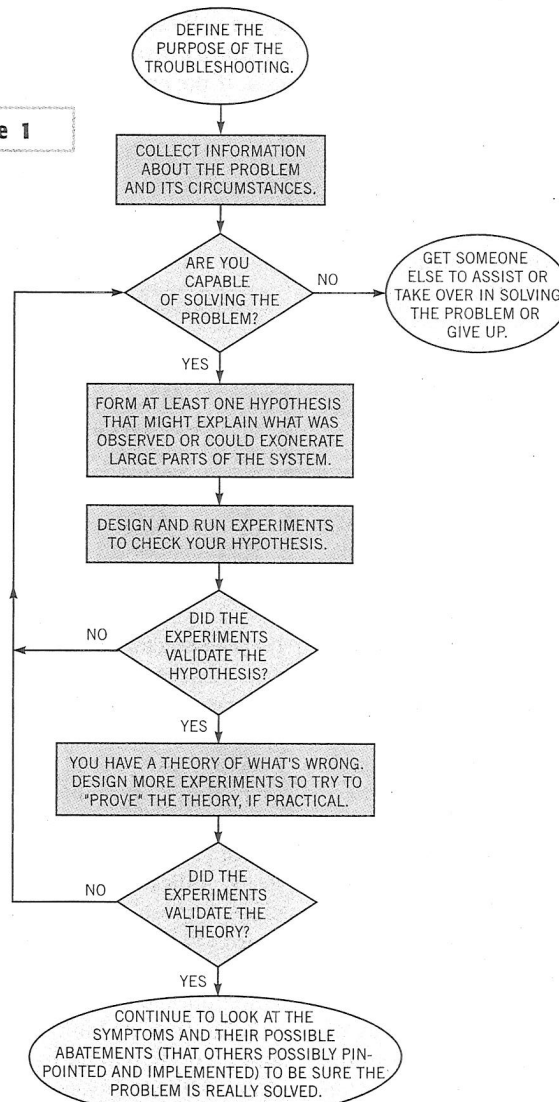 DEFINE THE
PURPOSE OF THE
TROUBLESHOOTING.
e 1
COLLECT INFORMATION
ABOUT THE PROBLEM
AND ITS CIRCUMSTANCES.
ARE YOU
CAPABLE
OF SOLVING THE
PROBLEM?
NO
GET SOMEONE
ELSE TO ASSIST OR
TAKE OVER IN SOLVING
THE PROBLEM OR
GIVE UP.
YES
FORM AT LEAST ONE HYPOTHESIS
THAT MIGHT EXPLAIN WHAT WAS
OBSERVED OR COULD EXONERATE
LARGE PARTS OF THE SYSTEM.
DESIGN AND RUN EXPERIMENTS
TO CHECK YOUR HYPOTHESIS.
DID THE
EXPERIMENTS
VALIDATE THE
HYPOTHESIS?
NO
YES
YOU HAVE A THEORY OF WHAT'S WRONG.
DESIGN MORE EXPERIMENTS TO TRY TO
"PROVE" THE THEORY, IF PRACTICAL.
DID THE
EXPERIMENTS
VALIDATE THE
THEORY?
NO
YES
CONTINUE TO LOOK AT THE
SYMPTOMS AND THEIR POSSIBLE
ABATEMENTS (THAT OTHERS POSSIBLY PIN-
POINTED AND IMPLEMENTED) TO BE SURE THE
PROBLEM IS REALLY SOLVED.